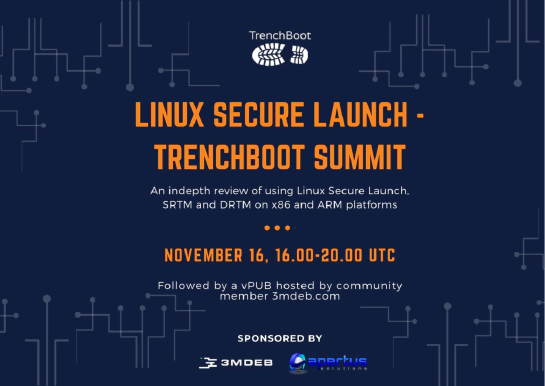 TrenchBoot
LINUX SECURE LAUNCH -
TRENCHBOOT SUMMIT
An indepth review of using Linux Secure Launch,
SRTM and DRTM on x86 and ARM platforms
NOVEMBER 16, 16.00-20.00 UTC
Followed by a vPUB hosted by community
member 3mdeb.com
SPONSORED BY
3MDEB apertus
solutions